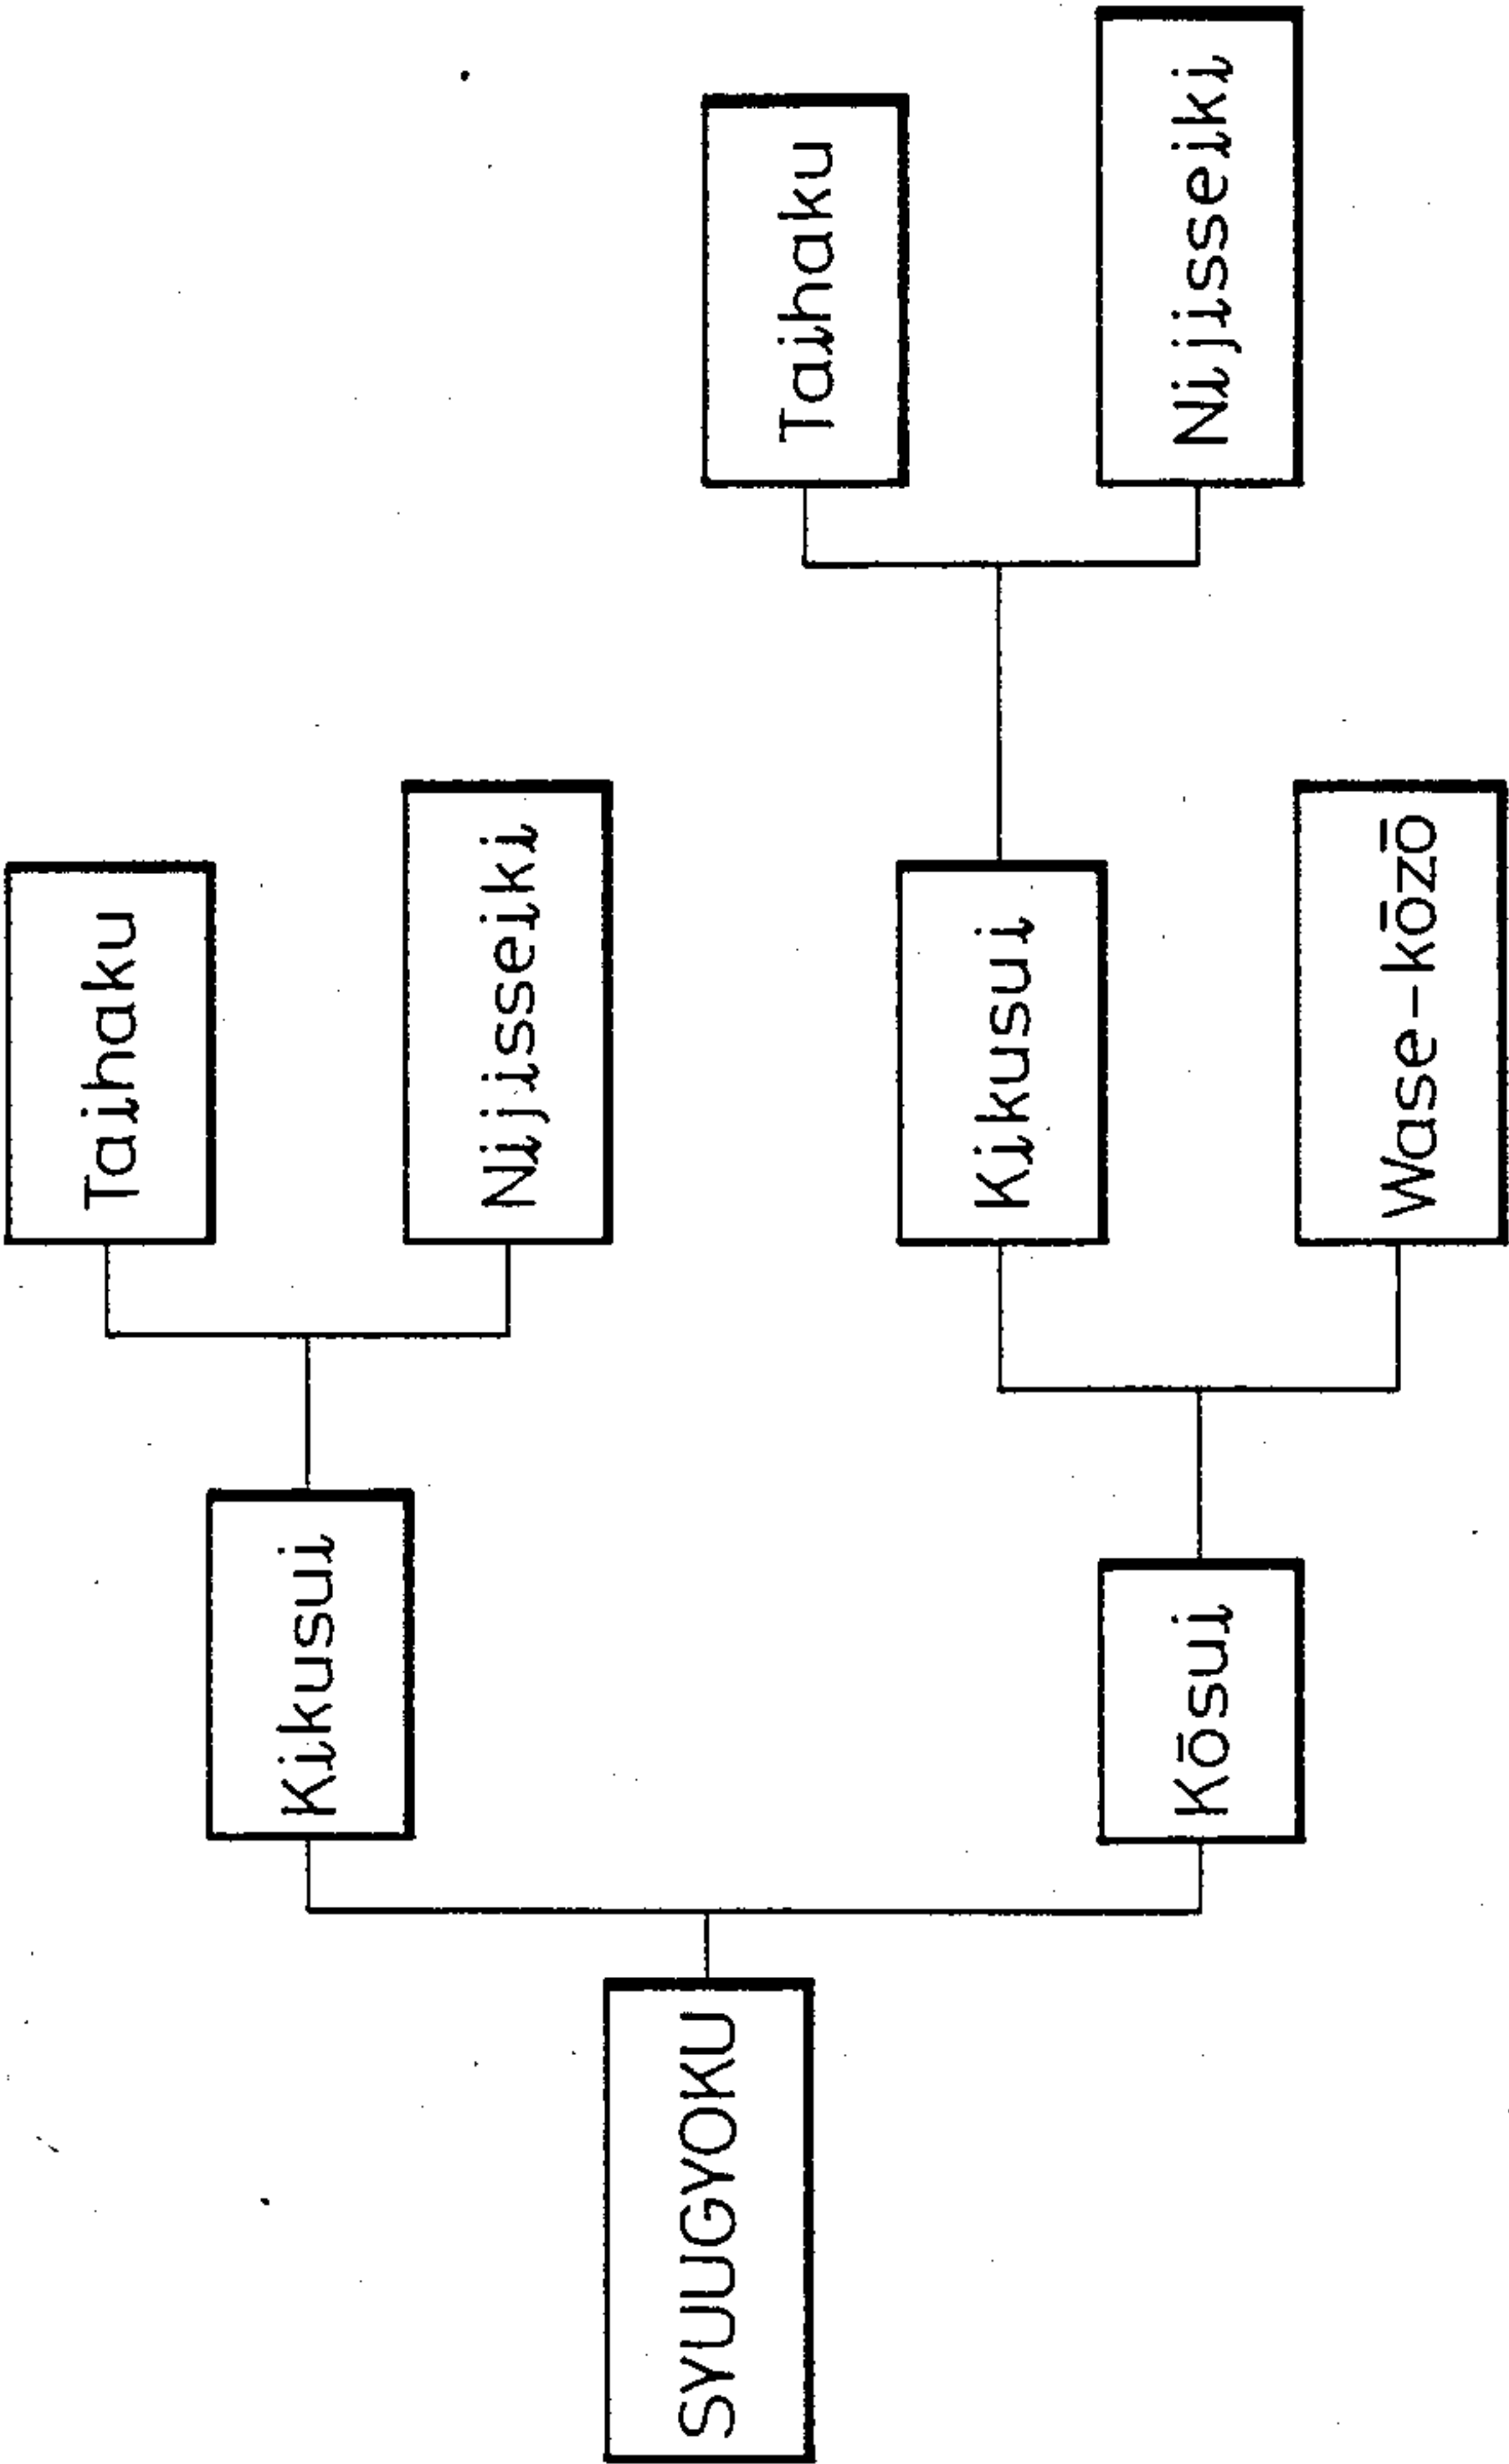 SYUUGYOKU
Kikusui
Taihaku
Nijisseiki
Kōsui
Kikusui
Taihaku
Nijisseiki
Wase-kōzō